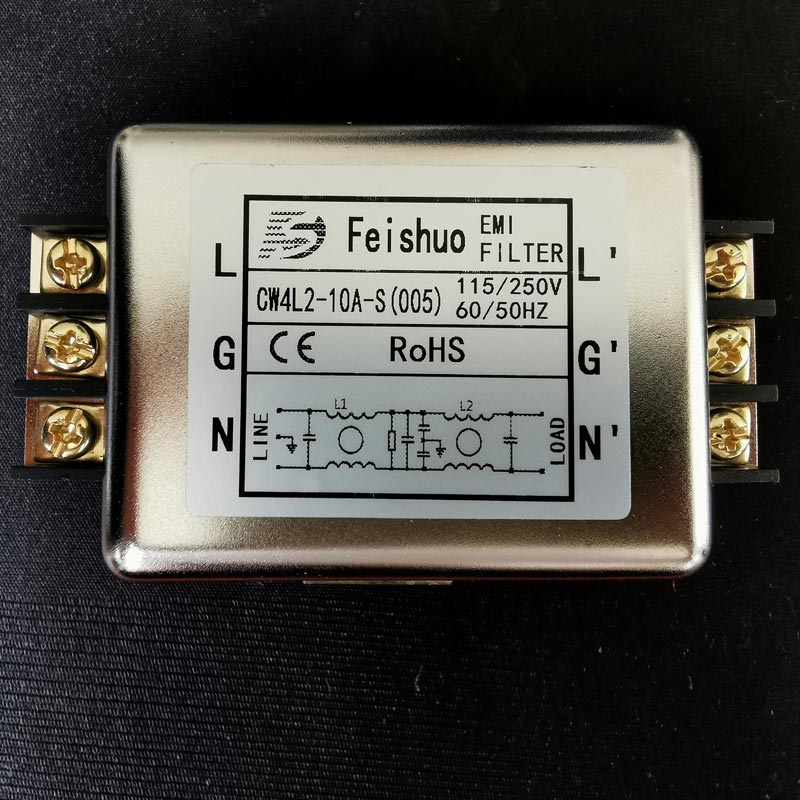 Feishuo EMI FILTER
CW4L2-10A-S(005) 115/250V 60/50HZ
CE RoHS
L
G
N
L'
G'
N'
LINE
L1
L2
LOAD